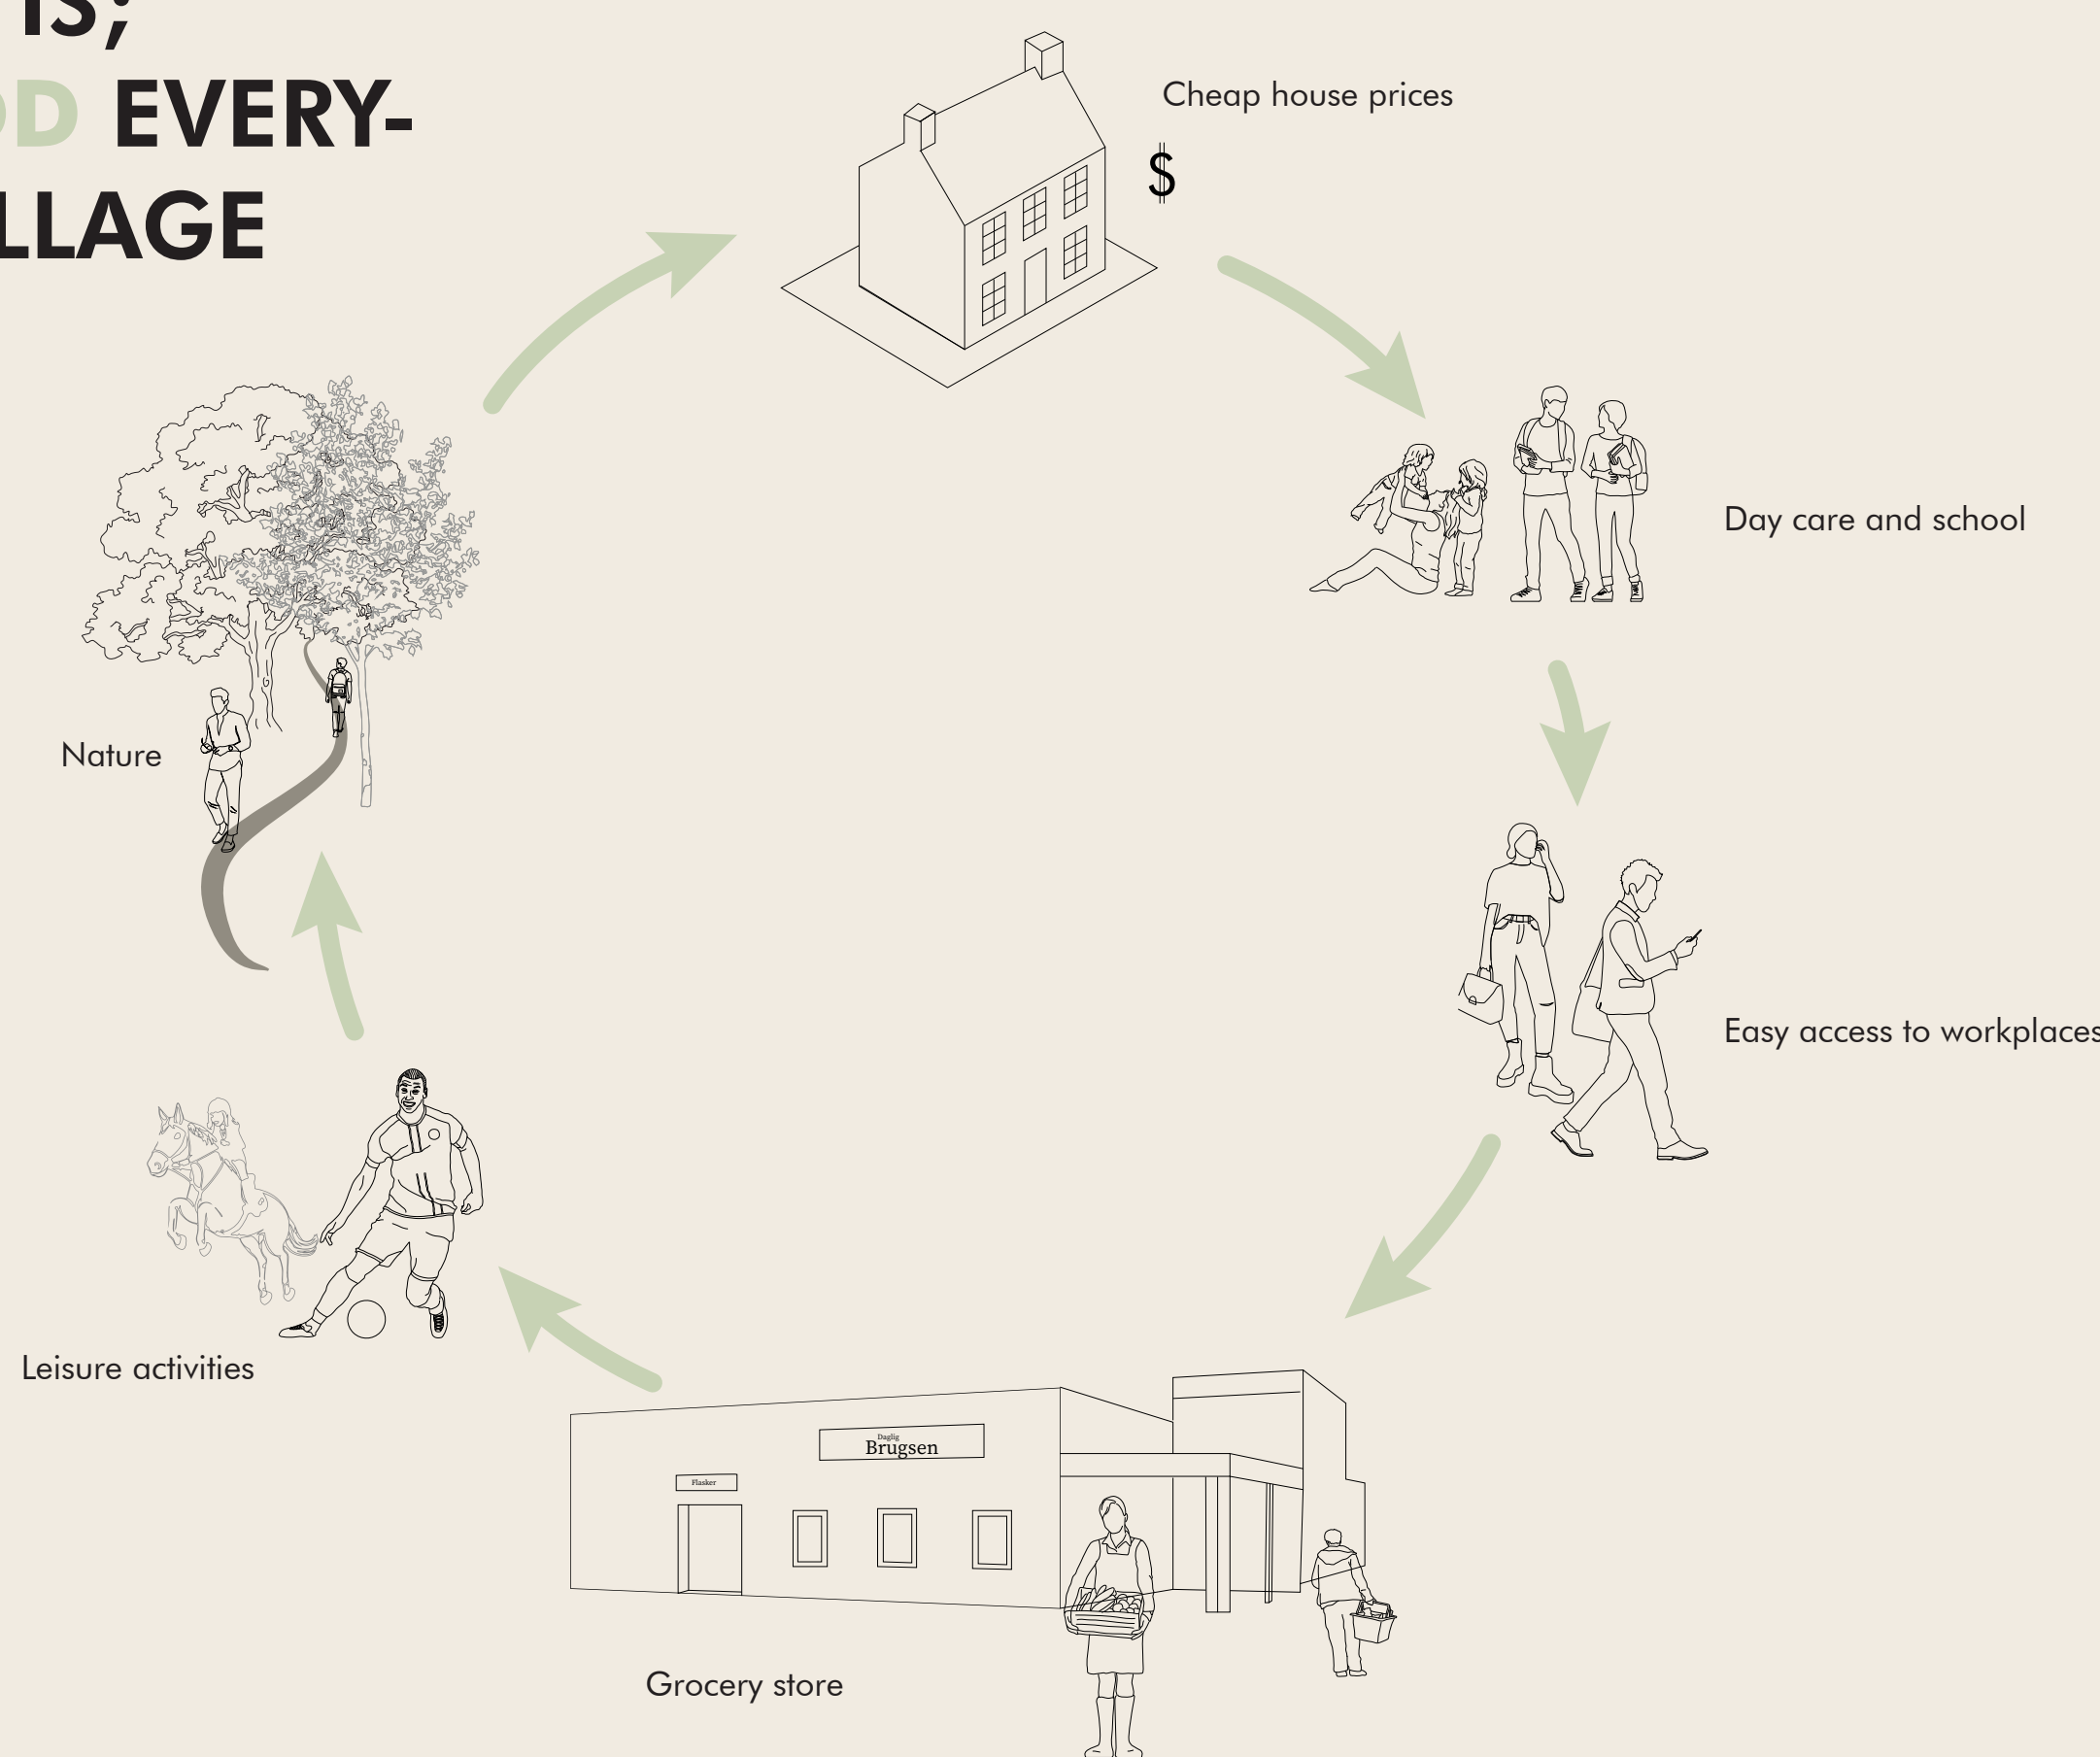 IS;
EVERY-
Cheap house prices
$
Day care and school
Nature
Easy access to workplaces
Leisure activities
Daglig
Brugsen
Flasker
Grocery store